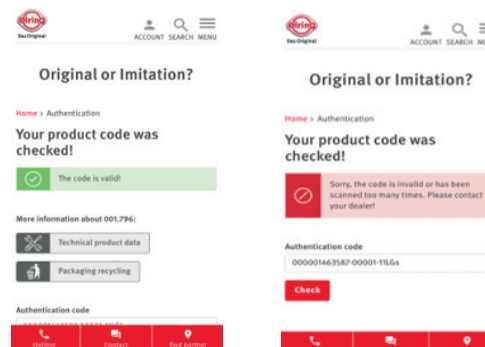 elring
Das Original
ACCOUNT SEARCH MENU
Original or Imitation?
Home > Authentication
Your product code was
checked!
The code is valid!
More information about 001.796:
Technical product data
Packaging recycling
Authentication code
Hotline Contact find partner
elring
Das Original
ACCOUNT SEARCH
Original or Imitation?
Home > Authentication
Your product code was
checked!
Sorry, the code is invalid or has been
scanned too many times. Please contact
your dealer!
Authentication code
000001463587-00001-11LGs
Check